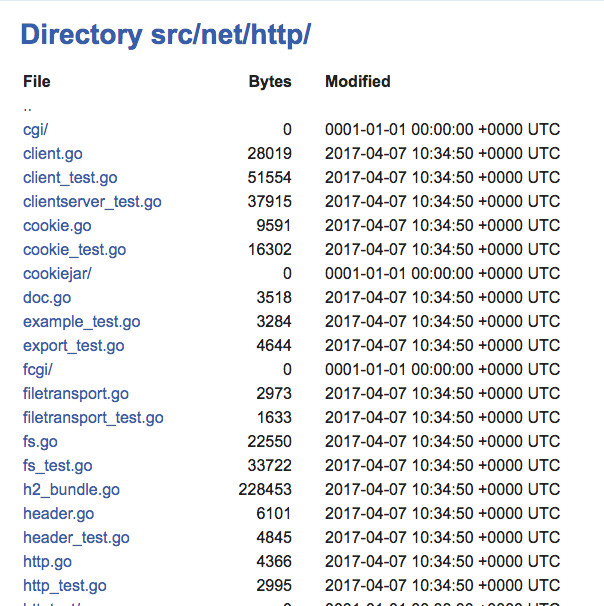 Directory src/net/http/
File Bytes Modified
..
cgi/ 0 0001-01-01 00:00:00 +0000 UTC
client.go 28019 2017-04-07 10:34:50 +0000 UTC
client_test.go 51554 2017-04-07 10:34:50 +0000 UTC
clientserver_test.go 37915 2017-04-07 10:34:50 +0000 UTC
cookie.go 9591 2017-04-07 10:34:50 +0000 UTC
cookie_test.go 16302 2017-04-07 10:34:50 +0000 UTC
cookiejar/ 0 0001-01-01 00:00:00 +0000 UTC
doc.go 3518 2017-04-07 10:34:50 +0000 UTC
example_test.go 3284 2017-04-07 10:34:50 +0000 UTC
export_test.go 4644 2017-04-07 10:34:50 +0000 UTC
fcgi/ 0 0001-01-01 00:00:00 +0000 UTC
filetransport.go 2973 2017-04-07 10:34:50 +0000 UTC
filetransport_test.go 1633 2017-04-07 10:34:50 +0000 UTC
fs.go 22550 2017-04-07 10:34:50 +0000 UTC
fs_test.go 33722 2017-04-07 10:34:50 +0000 UTC
h2_bundle.go 228453 2017-04-07 10:34:50 +0000 UTC
header.go 6101 2017-04-07 10:34:50 +0000 UTC
header_test.go 4845 2017-04-07 10:34:50 +0000 UTC
http.go 4366 2017-04-07 10:34:50 +0000 UTC
http_test.go 2995 2017-04-07 10:34:50 +0000 UTC